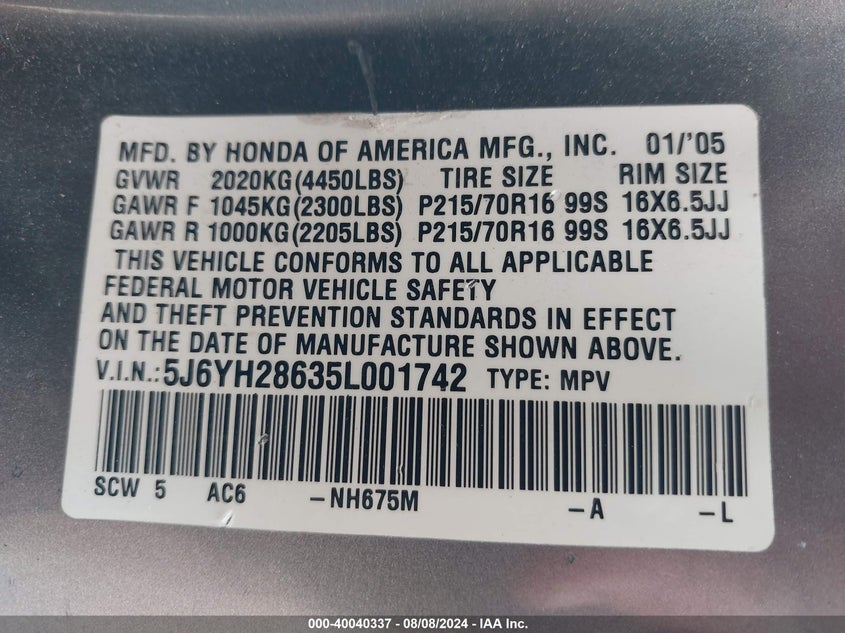 MFD. BY HONDA OF AMERICA MFG., INC. 01/'05
GVWR 2020KG(4450LBS) TIRE SIZE RIM SIZE
GAWR F 1045KG(2300LBS) P215/70R16 99S 16X6.5JJ
GAWR R 1000KG(2205LBS) P215/70R16 99S 16X6.5JJ
THIS VEHICLE CONFORMS TO ALL APPLICABLE
FEDERAL MOTOR VEHICLE SAFETY
AND THEFT PREVENTION STANDARDS IN EFFECT
ON THE DATE OF MANUFACTURE SHOWN ABOVE.
V.I.N.: 5J6YH28635L001742 TYPE: MPV
SCW 5 AC6 -NH675M -A -L
000-40040337 - 08/08/2024 - IAA Inc.